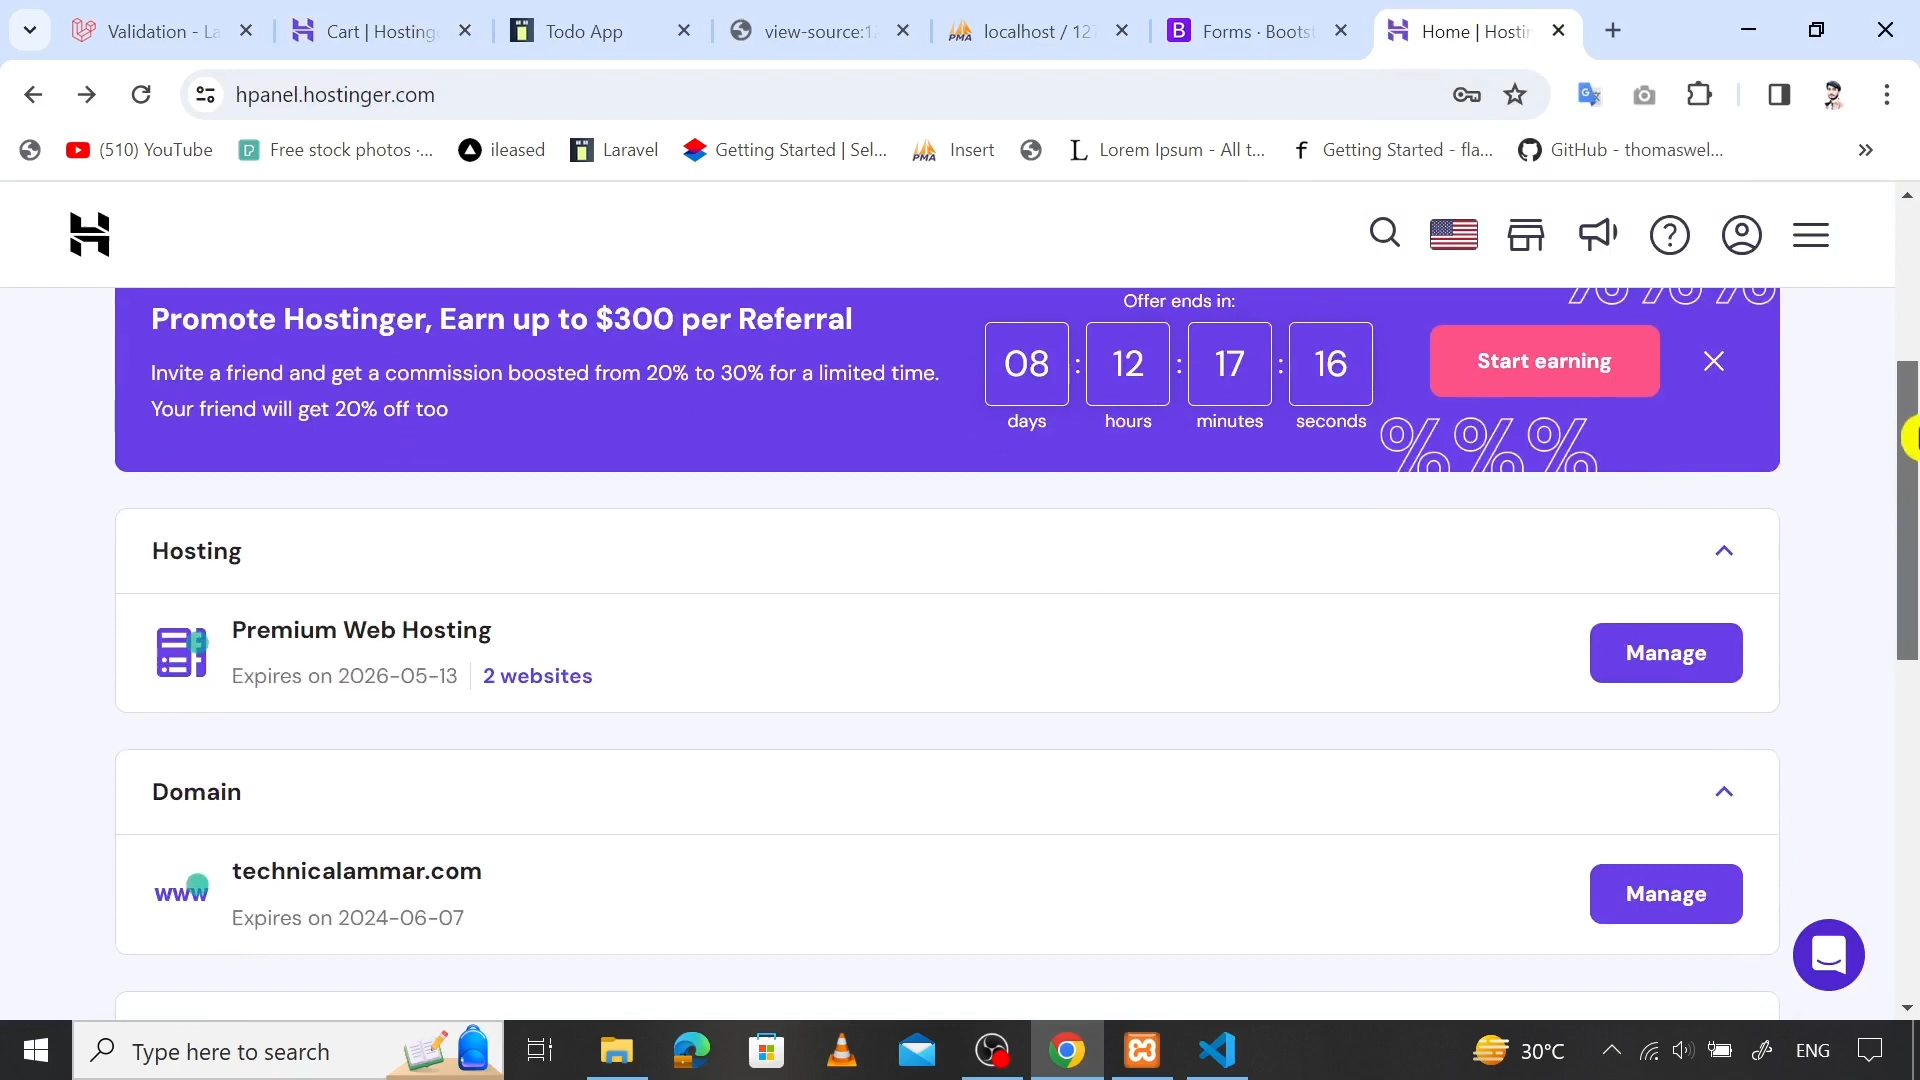 Validation - La
Cart | Hostinge
Todo App
view-source:12
localhost / 127
Forms · Bootst
Home | Hostin
hpanel.hostinger.com
(510) YouTube
Free stock photos ·...
ileased
Laravel
Getting Started | Sel...
Insert
Lorem Ipsum - All t...
Getting Started - fla...
GitHub - thomaswel...
Promote Hostinger, Earn up to $300 per Referral
Invite a friend and get a commission boosted from 20% to 30% for a limited time.
Your friend will get 20% off too
Offer ends in:
08 : 12 : 17 : 16
days hours minutes seconds
Start earning
%%%
%%%
Hosting
Premium Web Hosting
Expires on 2026-05-13
2 websites
Manage
Domain
www
technicalammar.com
Expires on 2024-06-07
Manage
Type here to search
30°C
ENG